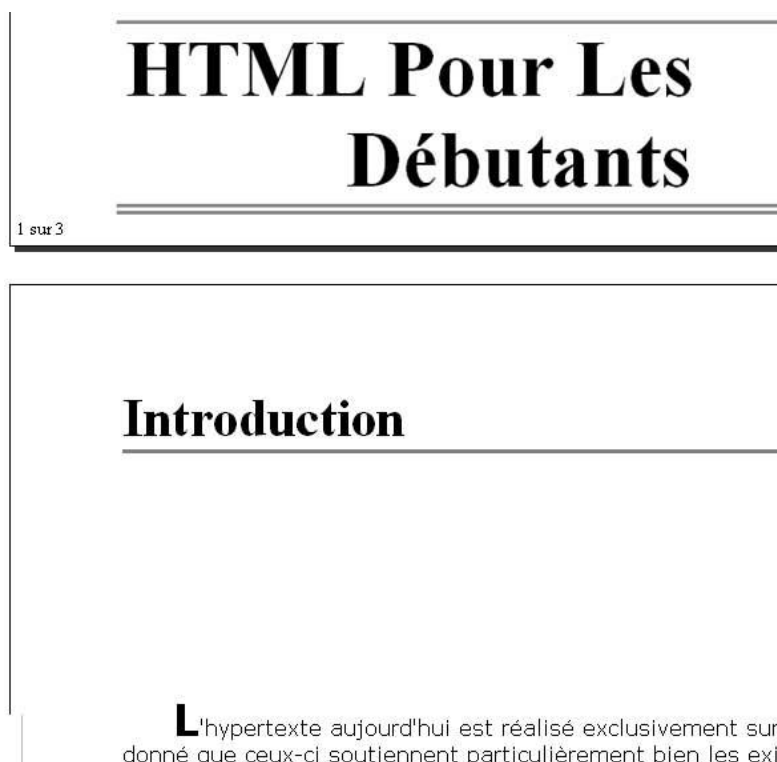 HTML Pour Les
Débutants
1 sur 3
Introduction
L'hypertexte aujourd'hui est réalisé exclusivement sur
donné que ceux-ci soutiennent particulièrement bien les